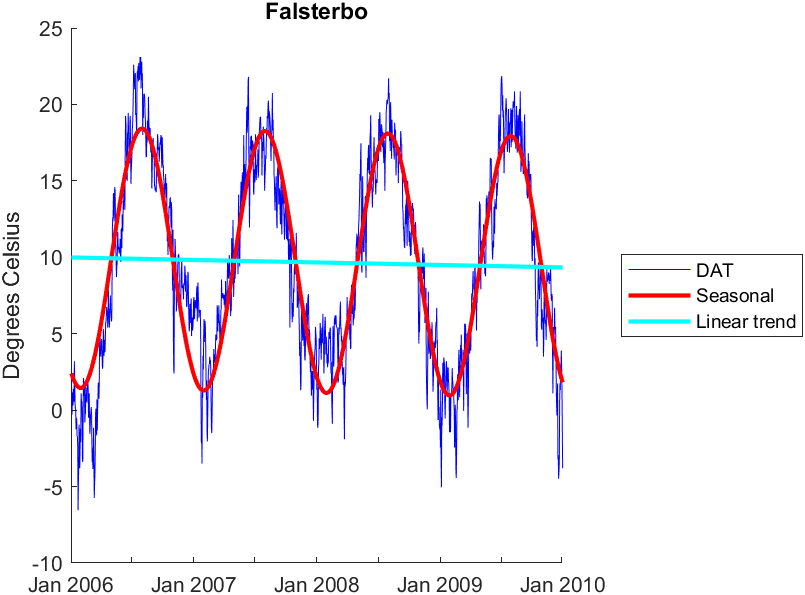 Falsterbo
25
20
15
10
5
0
-5
-10
Degrees Celsius
Jan 2006
Jan 2007
Jan 2008
Jan 2009
Jan 2010
DAT
Seasonal
Linear trend